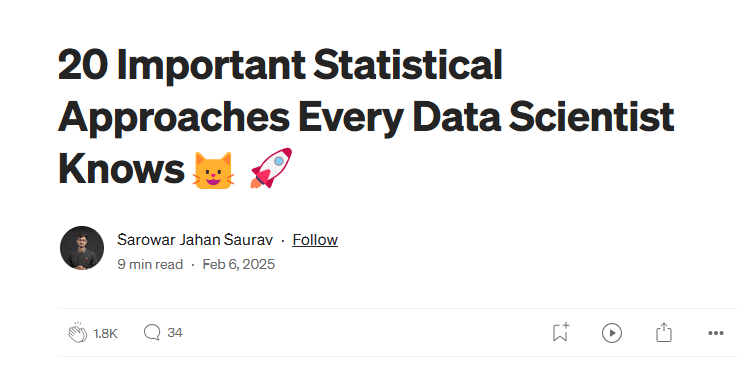 20 Important Statistical
Approaches Every Data Scientist
Knows 😺 🚀
Sarowar Jahan Saurav · Follow
9 min read · Feb 6, 2025
1.8K 34